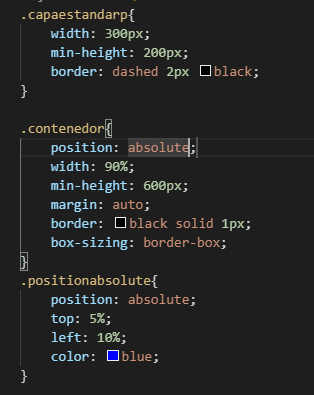 .capaestandarp{
width: 300px;
min-height: 200px;
border: dashed 2px black;
}
.contenedor{
position: absolute;
width: 90%;
min-height: 600px;
margin: auto;
border: black solid 1px;
box-sizing: border-box;
}
.positionabsolute{
position: absolute;
top: 5%;
left: 10%;
color: blue;
}